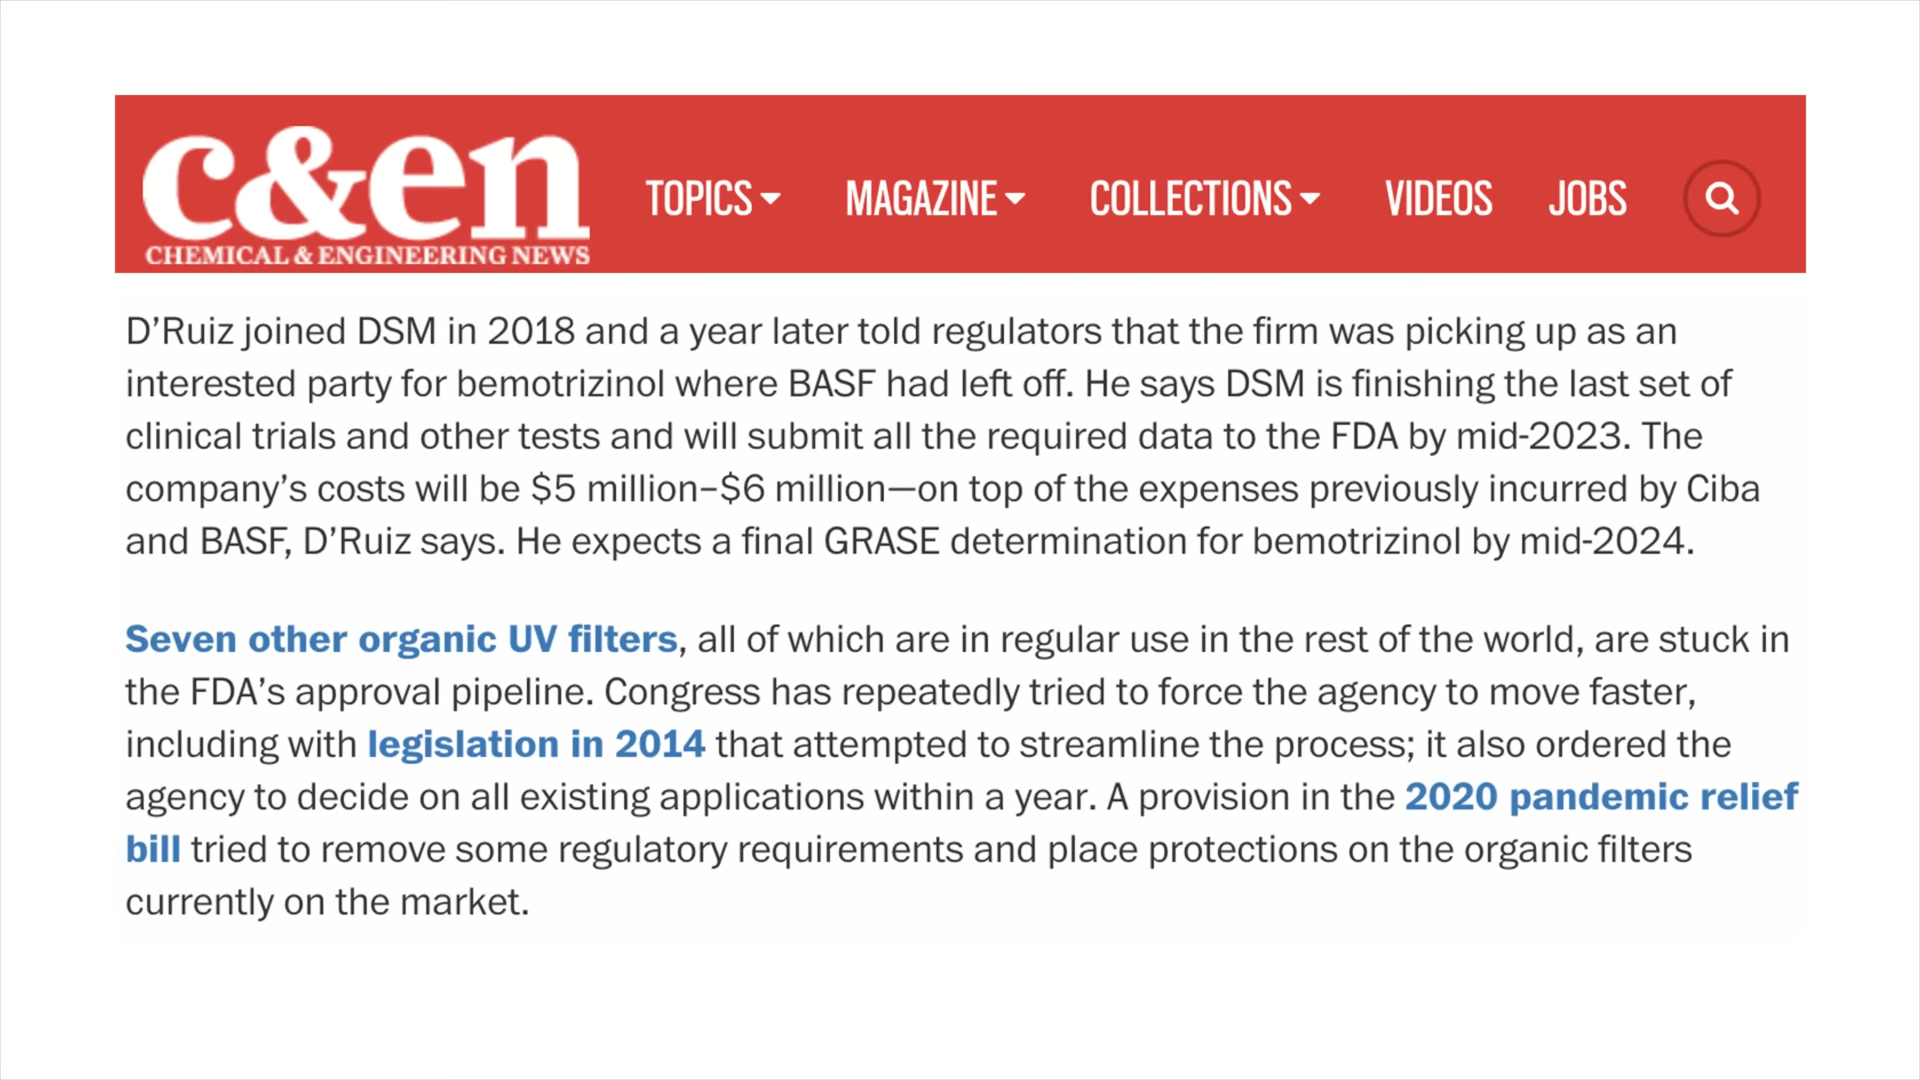 c&en
CHEMICAL & ENGINEERING NEWS
TOPICS MAGAZINE COLLECTIONS VIDEOS JOBS
D’Ruiz joined DSM in 2018 and a year later told regulators that the firm was picking up as an
interested party for bemotrizinol where BASF had left off. He says DSM is finishing the last set of
clinical trials and other tests and will submit all the required data to the FDA by mid-2023. The
company’s costs will be $5 million–$6 million—on top of the expenses previously incurred by Ciba
and BASF, D’Ruiz says. He expects a final GRASE determination for bemotrizinol by mid-2024.
Seven other organic UV filters, all of which are in regular use in the rest of the world, are stuck in
the FDA’s approval pipeline. Congress has repeatedly tried to force the agency to move faster,
including with legislation in 2014 that attempted to streamline the process; it also ordered the
agency to decide on all existing applications within a year. A provision in the 2020 pandemic relief
bill tried to remove some regulatory requirements and place protections on the organic filters
currently on the market.